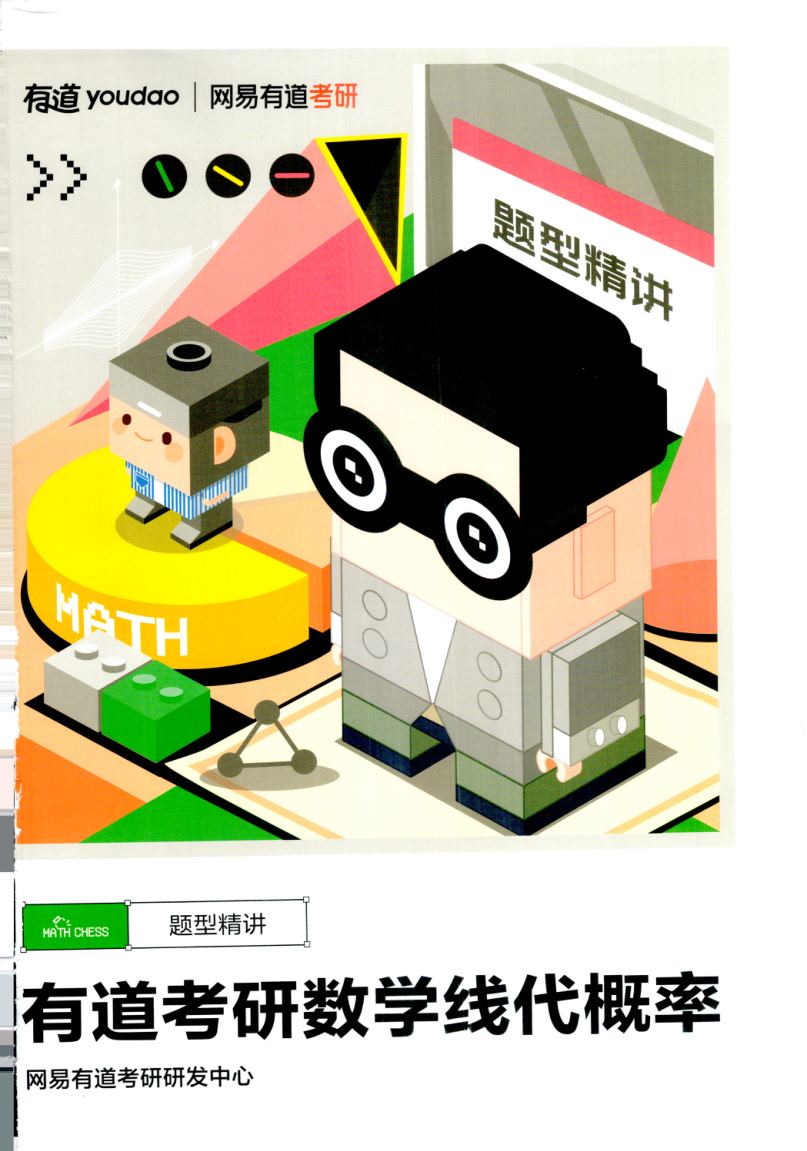 有道 youdao | 网易有道考研
题型精讲
MATH
MATH CHESS
题型精讲
有道考研数学线代概率
网易有道考研研发中心